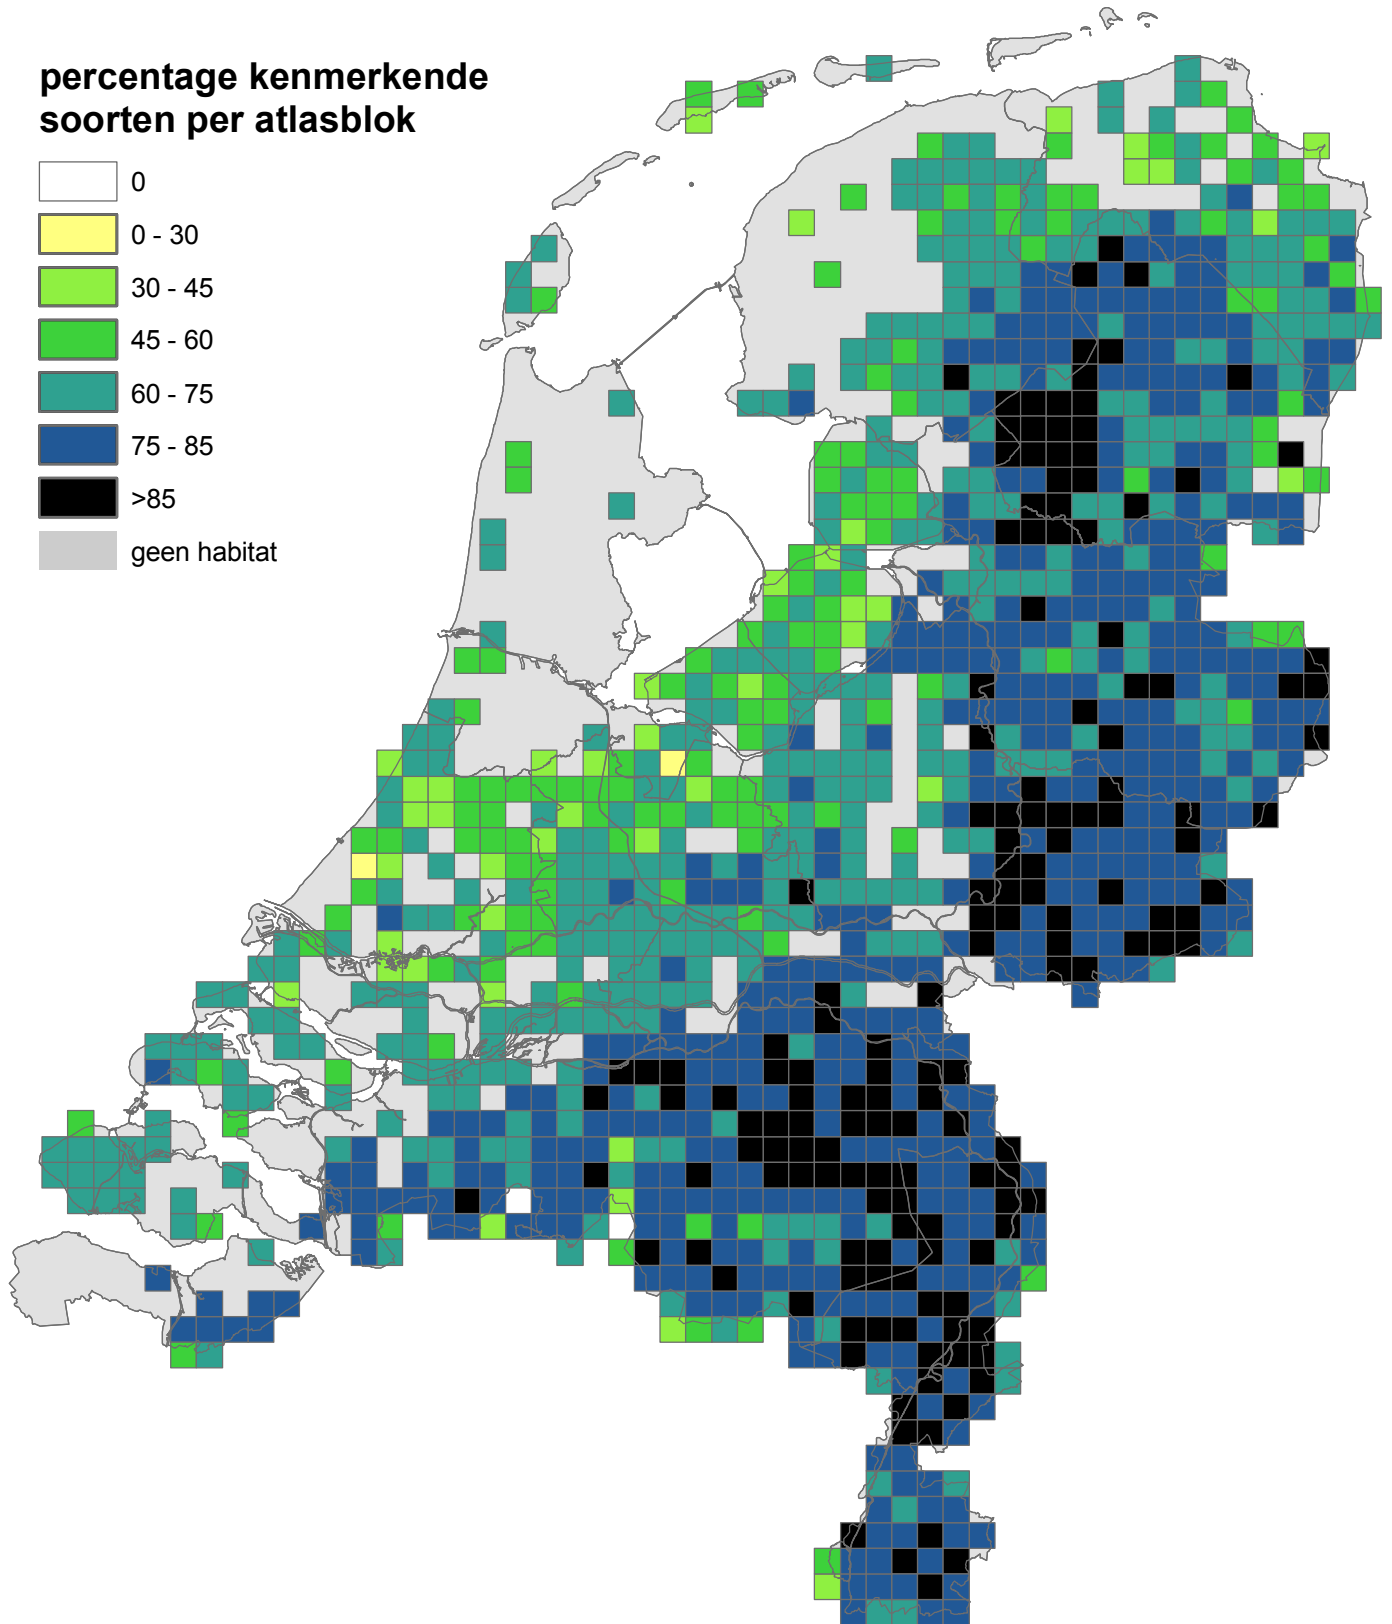 percentage kenmerkende
soorten per atlasblok
0
0 - 30
30 - 45
45 - 60
60 - 75
75 - 85
>85
geen habitat